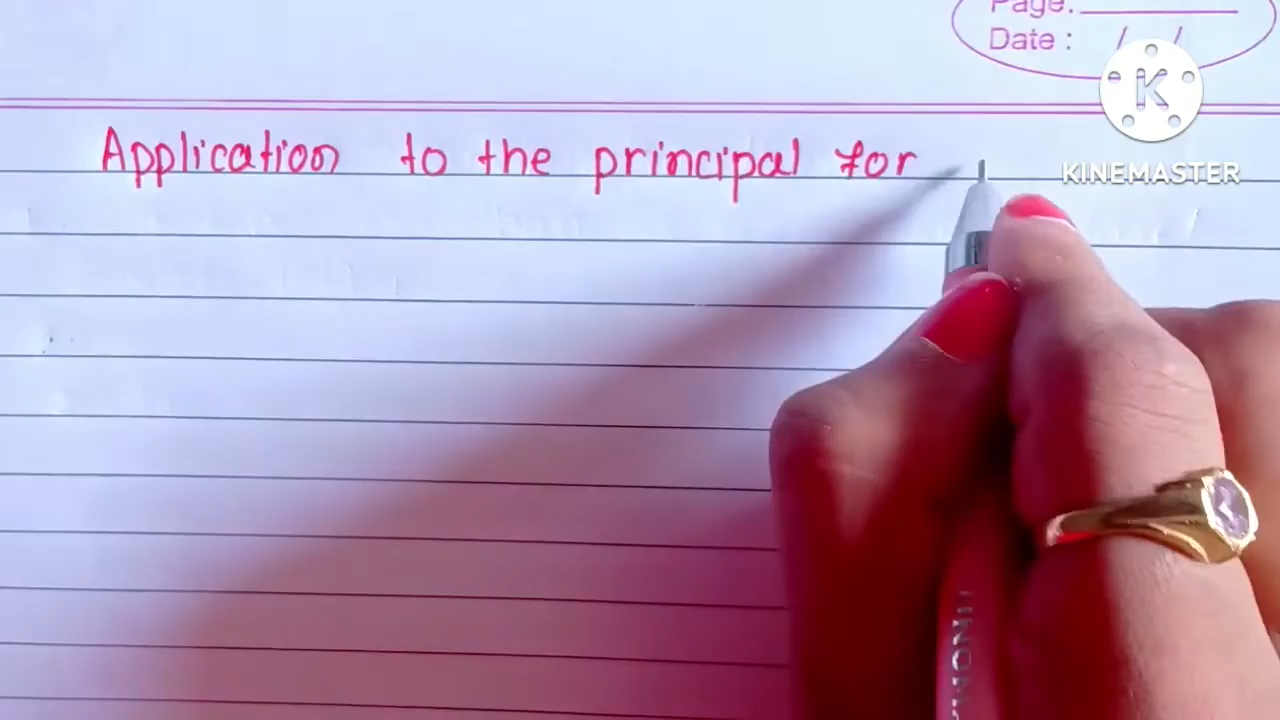 Page:
Date : / /
K
KINEMASTER
Application to the principal for